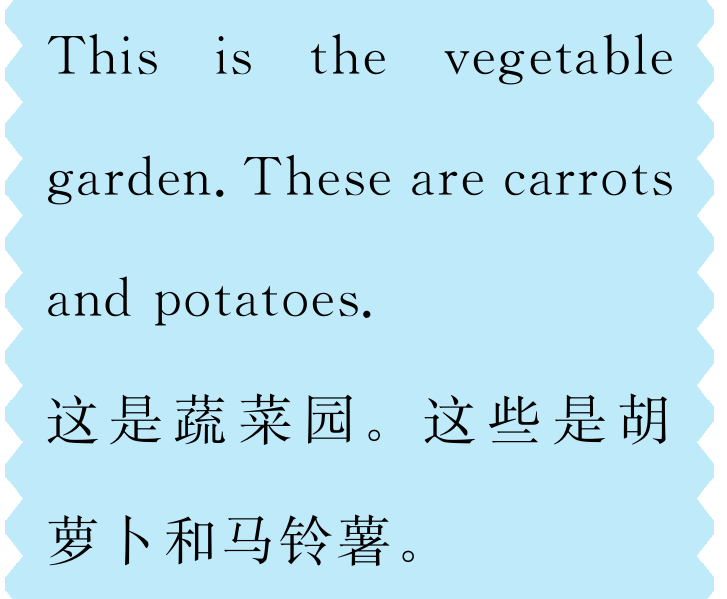 This is the vegetable
garden. These are carrots
and potatoes.
这是蔬菜园。这些是胡
萝卜和马铃薯。